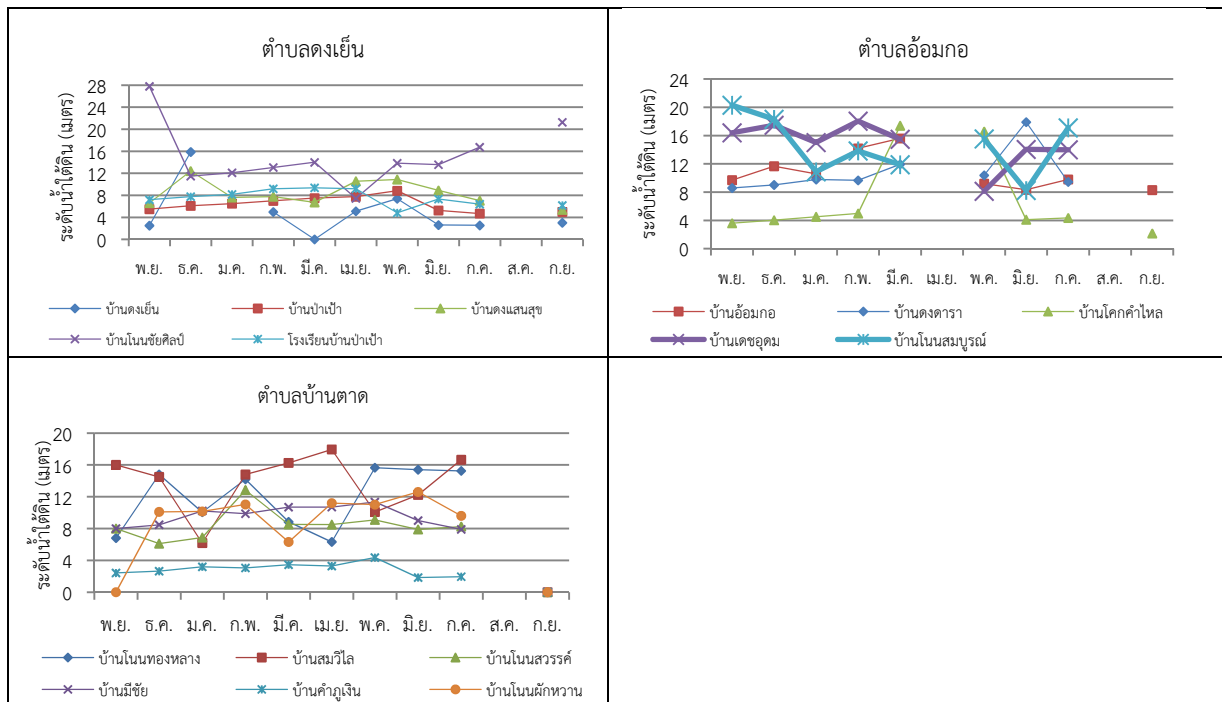 ตำบลดงเย็น
ระดับน้ำใต้ดิน (เมตร)
28
24
20
16
12
8
4
0
พ.ย. ธ.ค. ม.ค. ก.พ. มี.ค. เม.ย. พ.ค. มิ.ย. ก.ค. ส.ค. ก.ย.
บ้านดงเย็น บ้านป่าเป้า บ้านดงแสนสุข
บ้านโนนชัยศิลป์ โรงเรียนบ้านป่าเป้า
ตำบลอ้อมกอ
ระดับน้ำใต้ดิน (เมตร)
24
20
16
12
8
4
0
พ.ย. ธ.ค. ม.ค. ก.พ. มี.ค. เม.ย. พ.ค. มิ.ย. ก.ค. ส.ค. ก.ย.
บ้านอ้อมกอ บ้านดงดารา บ้านโคกคำไหล
บ้านเดชอุดม บ้านโนนสมบูรณ์
ตำบลบ้านตาด
ระดับน้ำใต้ดิน (เมตร)
20
16
12
8
4
0
พ.ย. ธ.ค. ม.ค. ก.พ. มี.ค. เม.ย. พ.ค. มิ.ย. ก.ค. ส.ค. ก.ย.
บ้านโนนทองหลาง บ้านสมวิไล บ้านโนนสวรรค์
บ้านมีชัย บ้านคำภูเงิน บ้านโนนผักหวาน